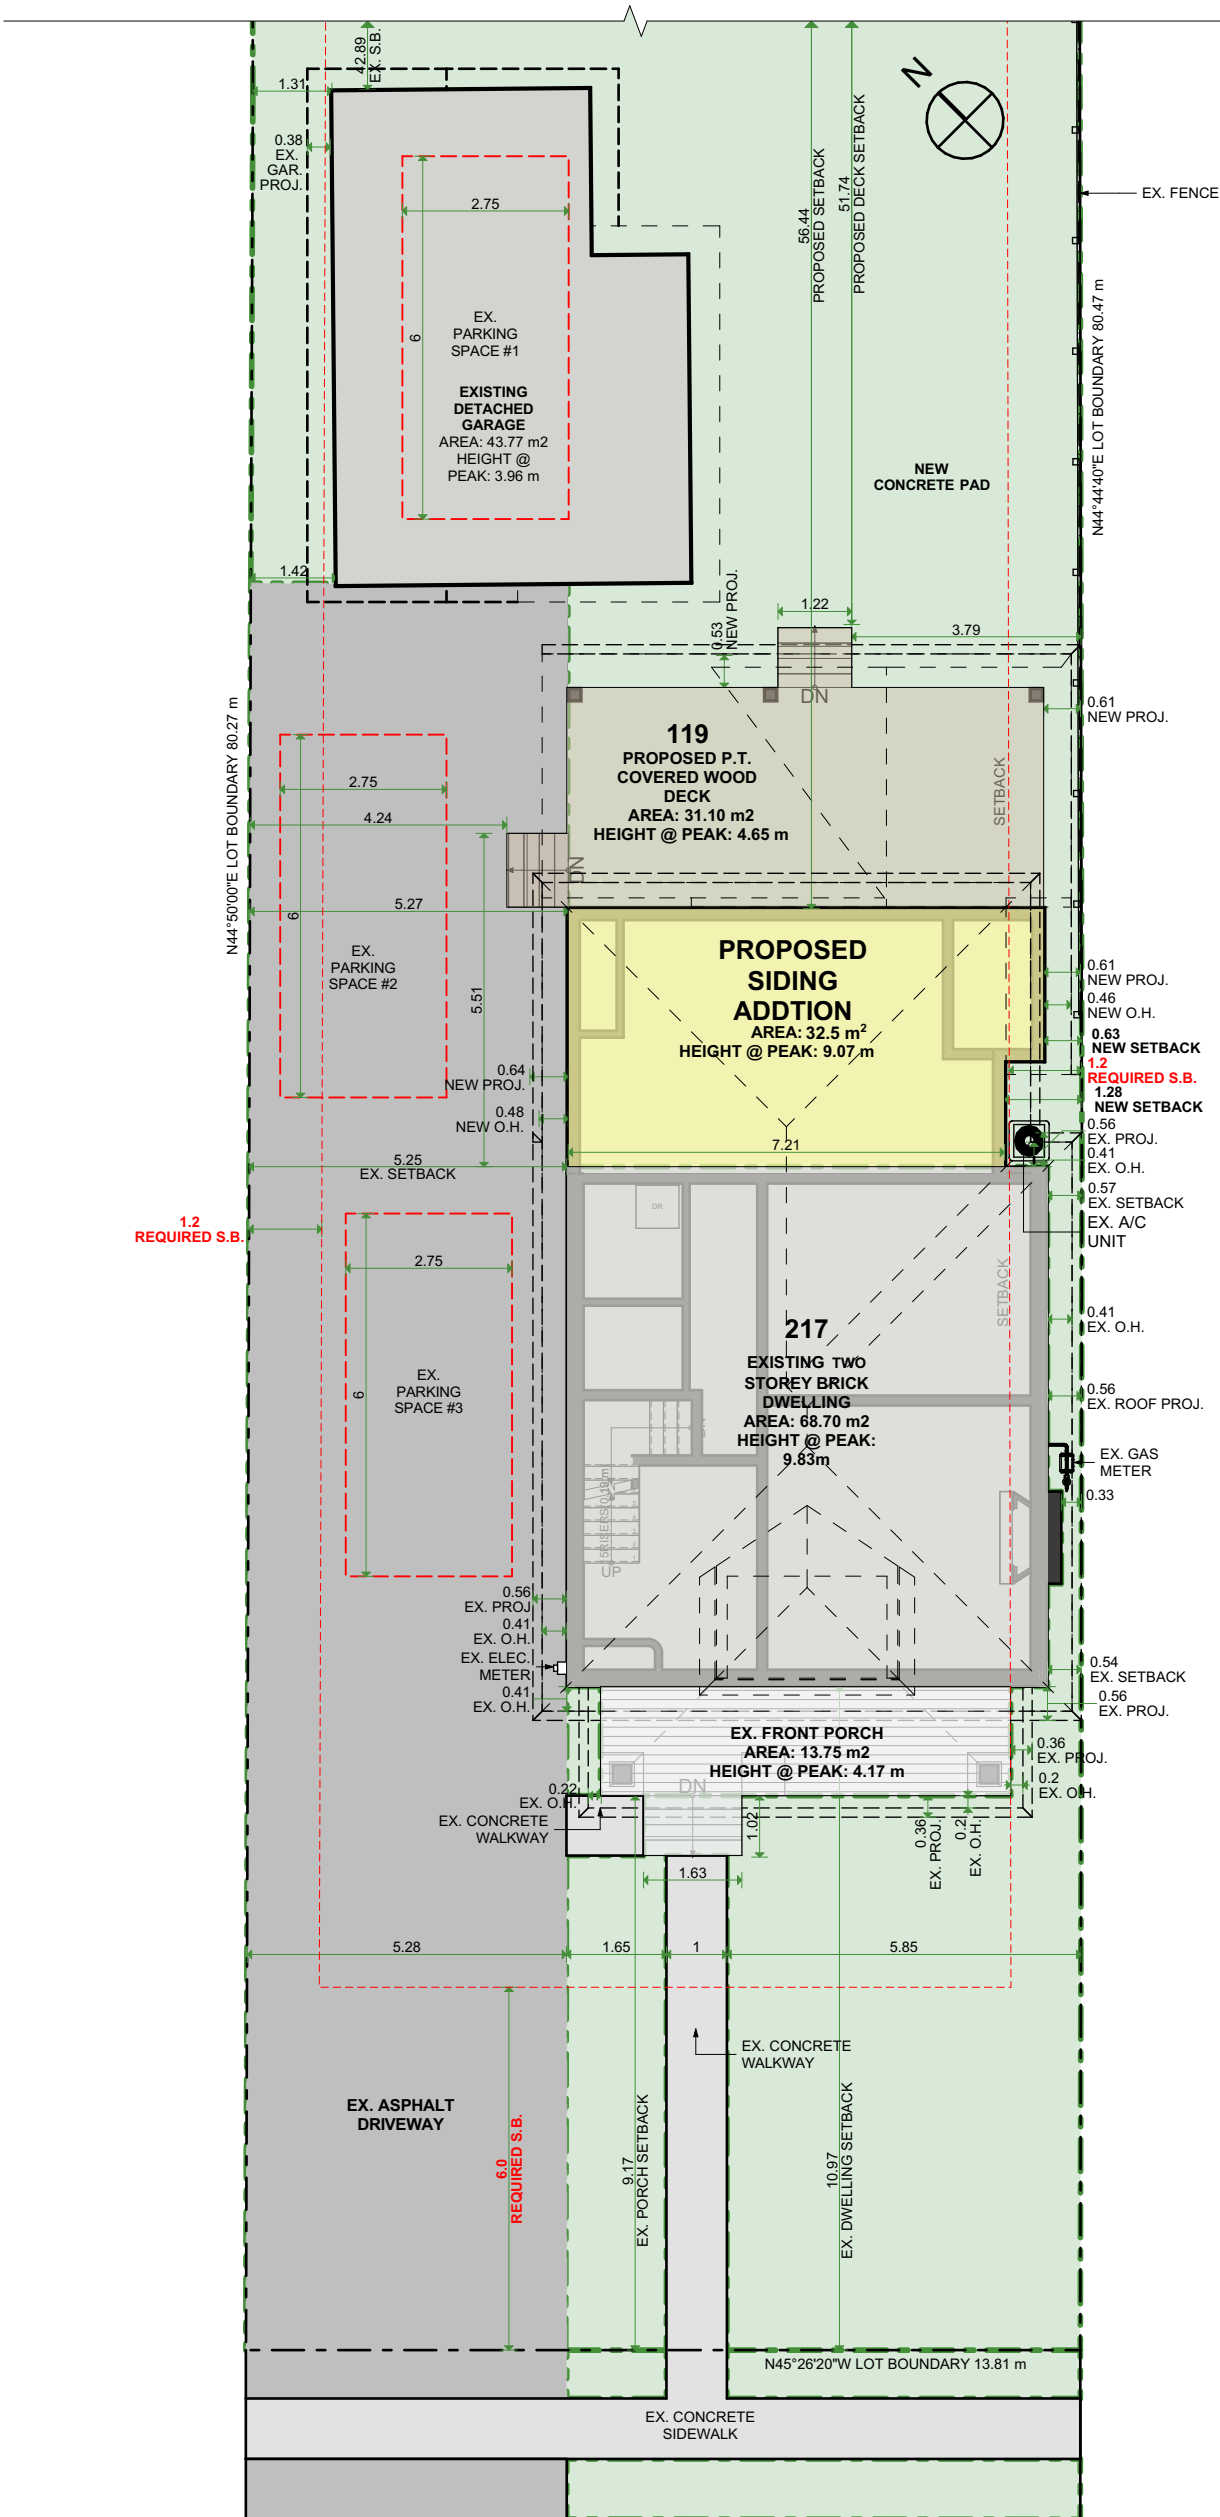 42.89
EX. S.B.
1.31
0.38
EX.
GAR.
PROJ.
2.75
6
EX.
PARKING
SPACE #1
EXISTING
DETACHED
GARAGE
AREA: 43.77 m2
HEIGHT @
PEAK: 3.96 m
1.42
56.44
PROPOSED SETBACK
51.74
PROPOSED DECK SETBACK
N
EX. FENCE
N44°44'40"E LOT BOUNDARY 80.47 m
NEW
CONCRETE PAD
0.53
NEW PROJ.
1.22
3.79
DN
0.61
NEW PROJ.
119
PROPOSED P.T.
COVERED WOOD
DECK
AREA: 31.10 m2
HEIGHT @ PEAK: 4.65 m
SETBACK
N44°50'00"E LOT BOUNDARY 80.27 m
2.75
4.24
6
EX.
PARKING
SPACE #2
DN
5.27
5.51
PROPOSED
SIDING
ADDTION
AREA: 32.5 m²
HEIGHT @ PEAK: 9.07 m
0.61
NEW PROJ.
0.46
NEW O.H.
0.63
NEW SETBACK
1.2
REQUIRED S.B.
1.28
NEW SETBACK
0.64
NEW PROJ.
0.48
NEW O.H.
7.21
5.25
EX. SETBACK
0.56
EX. PROJ.
0.41
EX. O.H.
0.57
EX. SETBACK
EX. A/C
UNIT
1.2
REQUIRED S.B.
DR
2.75
6
EX.
PARKING
SPACE #3
SETBACK
0.41
EX. O.H.
217
EXISTING TWO
STOREY BRICK
DWELLING
AREA: 68.70 m2
HEIGHT @ PEAK:
9.83m
0.56
EX. ROOF PROJ.
EX. GAS
METER
0.33
DN
UP
0.56
EX. PROJ
0.41
EX. O.H.
EX. ELEC.
METER
0.41
EX. O.H.
0.54
EX. SETBACK
0.56
EX. PROJ.
EX. FRONT PORCH
AREA: 13.75 m2
HEIGHT @ PEAK: 4.17 m
DN
0.36
EX. PROJ.
0.2
EX. O.H.
0.22
EX. O.H.
EX. CONCRETE
WALKWAY
1.02
0.36
EX. PROJ.
0.2
EX. O.H.
1.63
5.28
1.65
1
5.85
EX. CONCRETE
WALKWAY
EX. ASPHALT
DRIVEWAY
6.0
REQUIRED S.B.
9.17
EX. PORCH SETBACK
10.97
EX. DWELLING SETBACK
N45°26'20"W LOT BOUNDARY 13.81 m
EX. CONCRETE
SIDEWALK